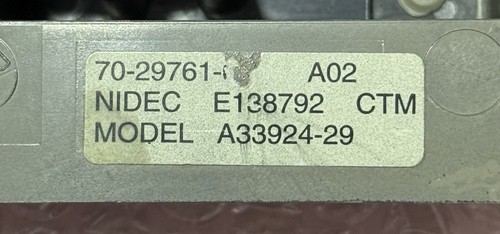 70-29761- A02
NIDEC E138792 CTM
MODEL A33924-29